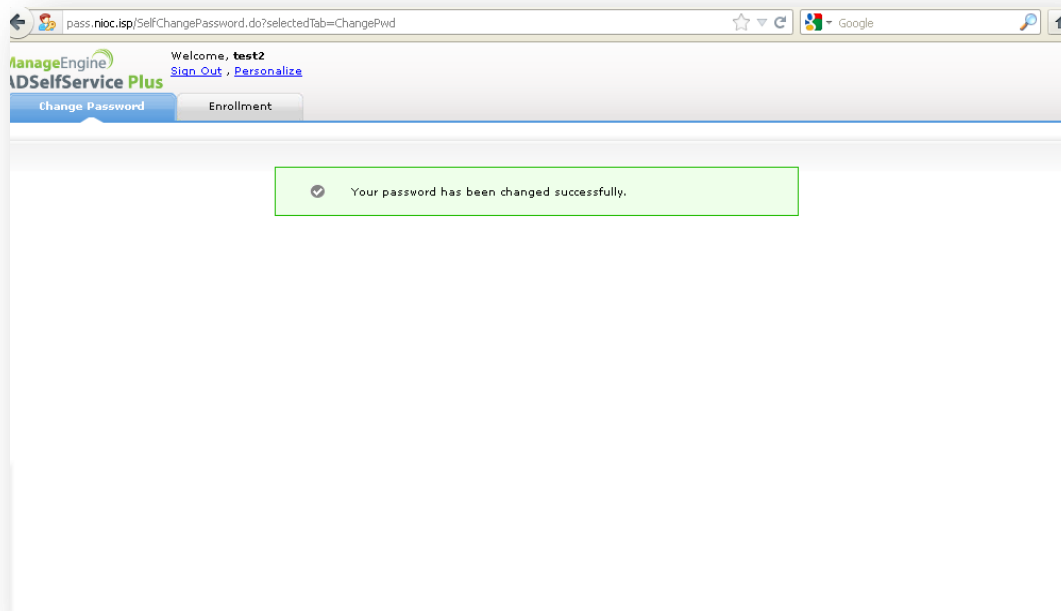 pass.nioc.isp/SelfChangePassword.do?selectedTab=ChangePwd
Google
ManageEngine
ADSelfService Plus
Welcome, test2
Sign Out , Personalize
Change Password
Enrollment
Your password has been changed successfully.